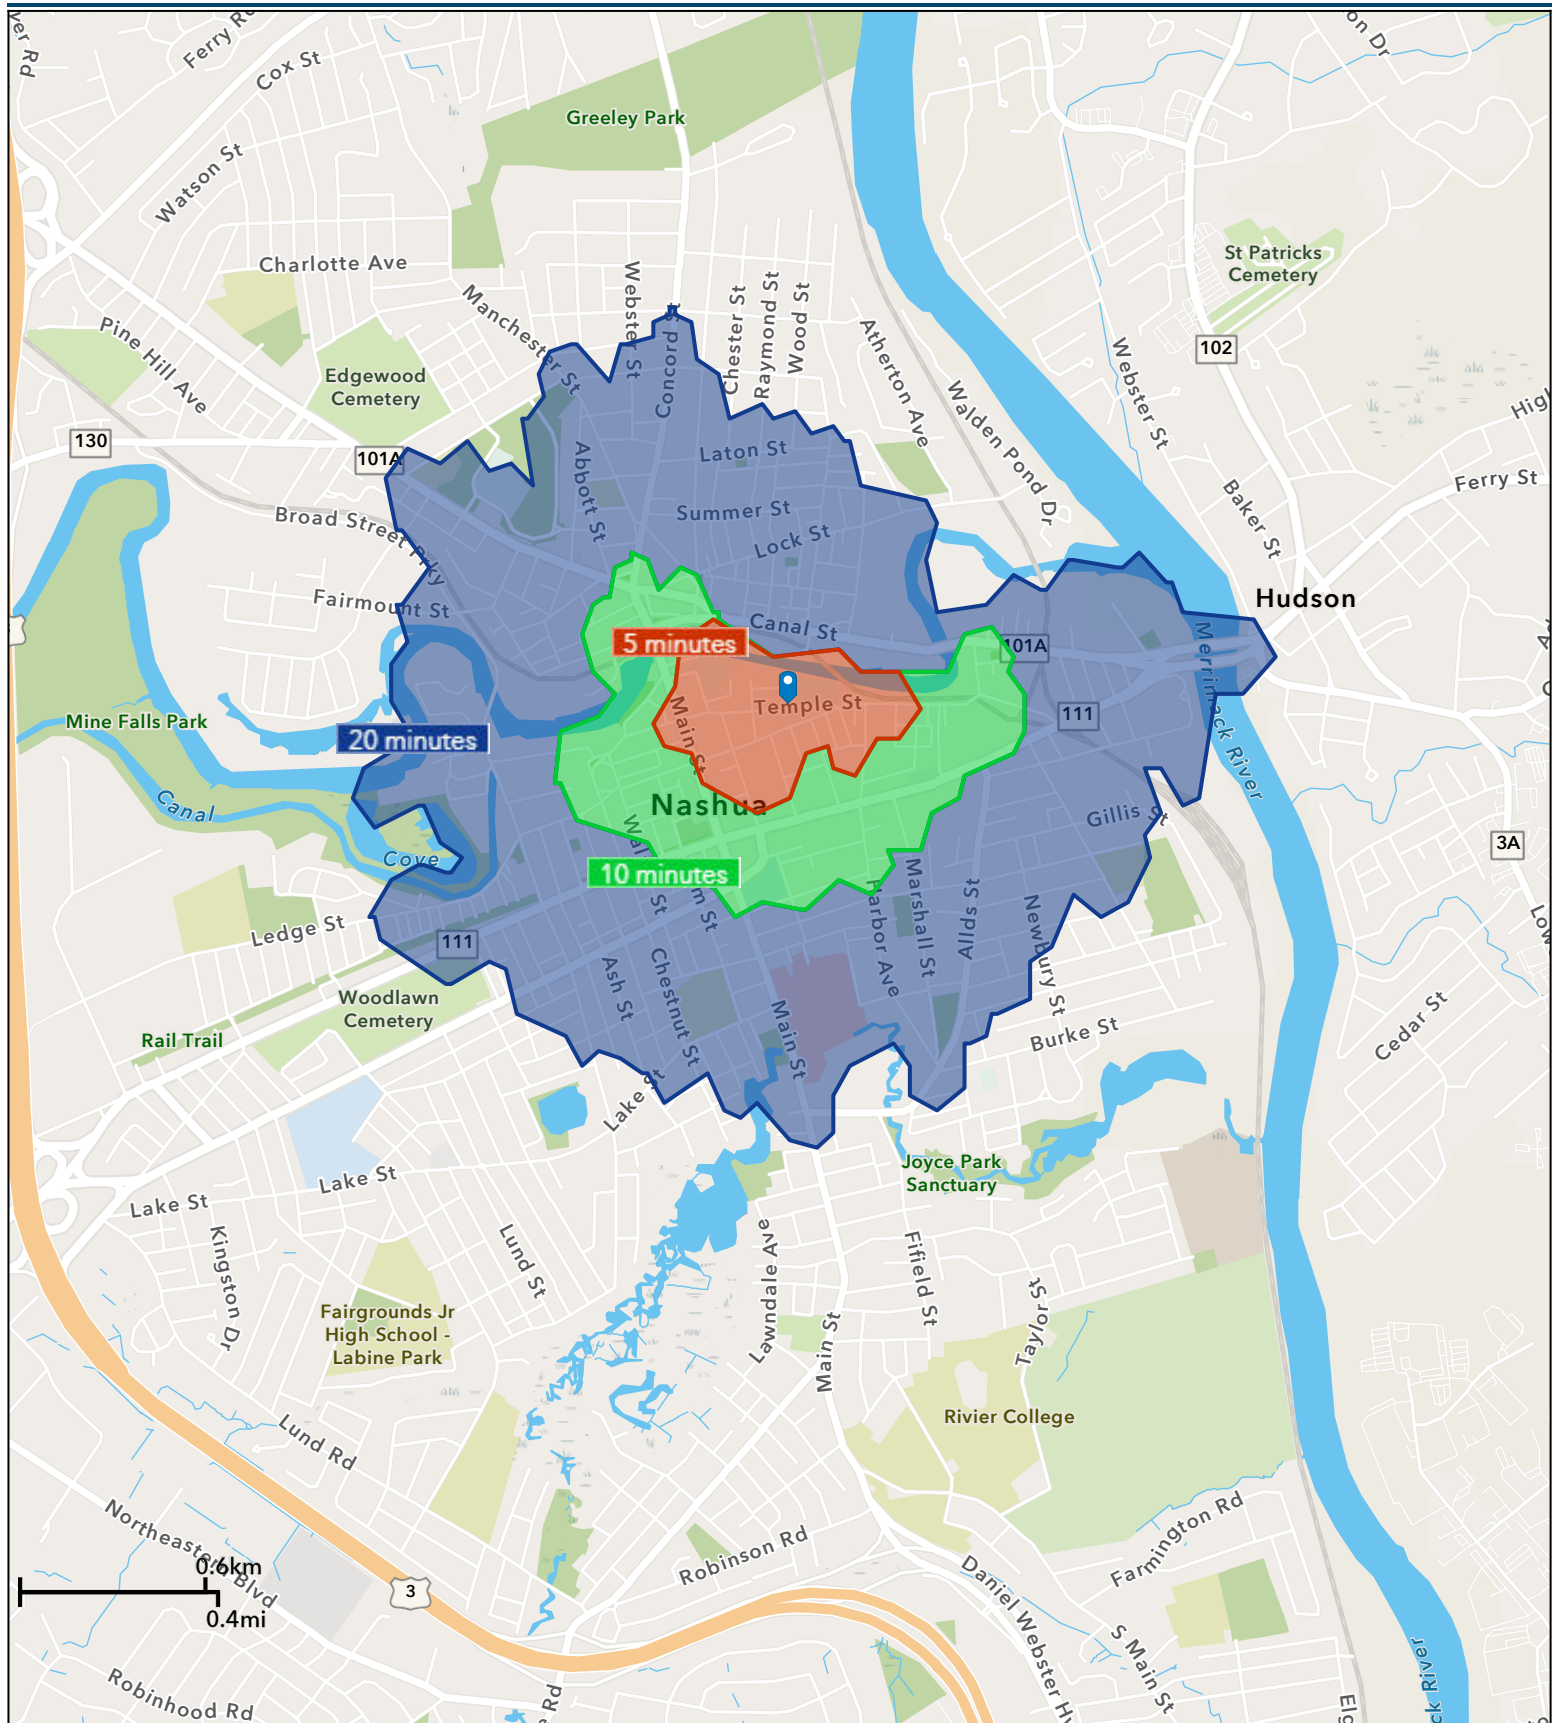 Ferry Rd
Cox St
Greeley Park
Watson St
St Patricks
Cemetery
Charlotte Ave
Webster St
Manchester St
Concord St
Chester St
Raymond St
Wood St
Atherton Ave
Pine Hill Ave
102
Webster St
Edgewood
Cemetery
Walden Pond Dr
130
101A
Laton St
Abbott St
Ferry St
Baker St
Broad Street Prky
Summer St
Lock St
Fairmount St
Hudson
Canal St
101A
5 minutes
Merrimack River
Mine Falls Park
Main St
Temple St
111
20 minutes
Canal
Nashua
Gillis St
Cove
3A
10 minutes
Harbor Ave
Marshall St
Allds St
Newbury St
Ledge St
111
Ash St
Chestnut St
Main St
Woodlawn
Cemetery
Rail Trail
Burke St
Cedar St
Lake St
Joyce Park
Sanctuary
Lake St
Lake St
Kingston Dr
Lund St
Lawndale Ave
Fifield St
Taylor St
Fairgrounds Jr
High School -
Labine Park
Main St
Rivier College
Lund Rd
Northeastern Blvd
Robinson Rd
Farmington Rd
0.6km
0.4mi
3
Daniel Webster Hw
S Main St
Robinhood Rd